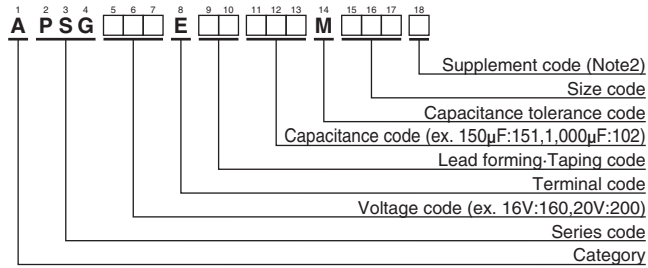 1 2 3 4 5 6 7 8 9 10 11 12 13 14 15 16 17 18
A P S G E M
Supplement code (Note2)
Size code
Capacitance tolerance code
Capacitance code (ex. 150µF:151,1,000µF:102)
Lead forming·Taping code
Terminal code
Voltage code (ex. 16V:160,20V:200)
Series code
Category